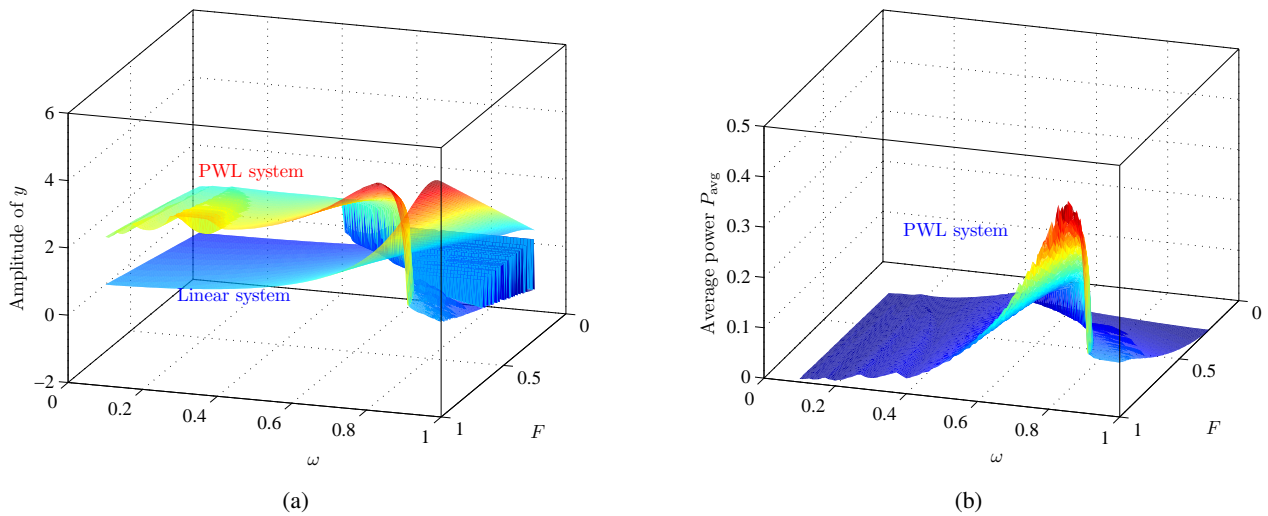 6
4
2
0
−2
Amplitude of y
PWL system
Linear system
0
0.2
0.4
0.6
0.8
1
ω
0
0.5
1
F
(a)
0.5
0.4
0.3
0.2
0.1
0
Average power Pavg
PWL system
0
0.2
0.4
0.6
0.8
1
ω
0
0.5
1
F
(b)